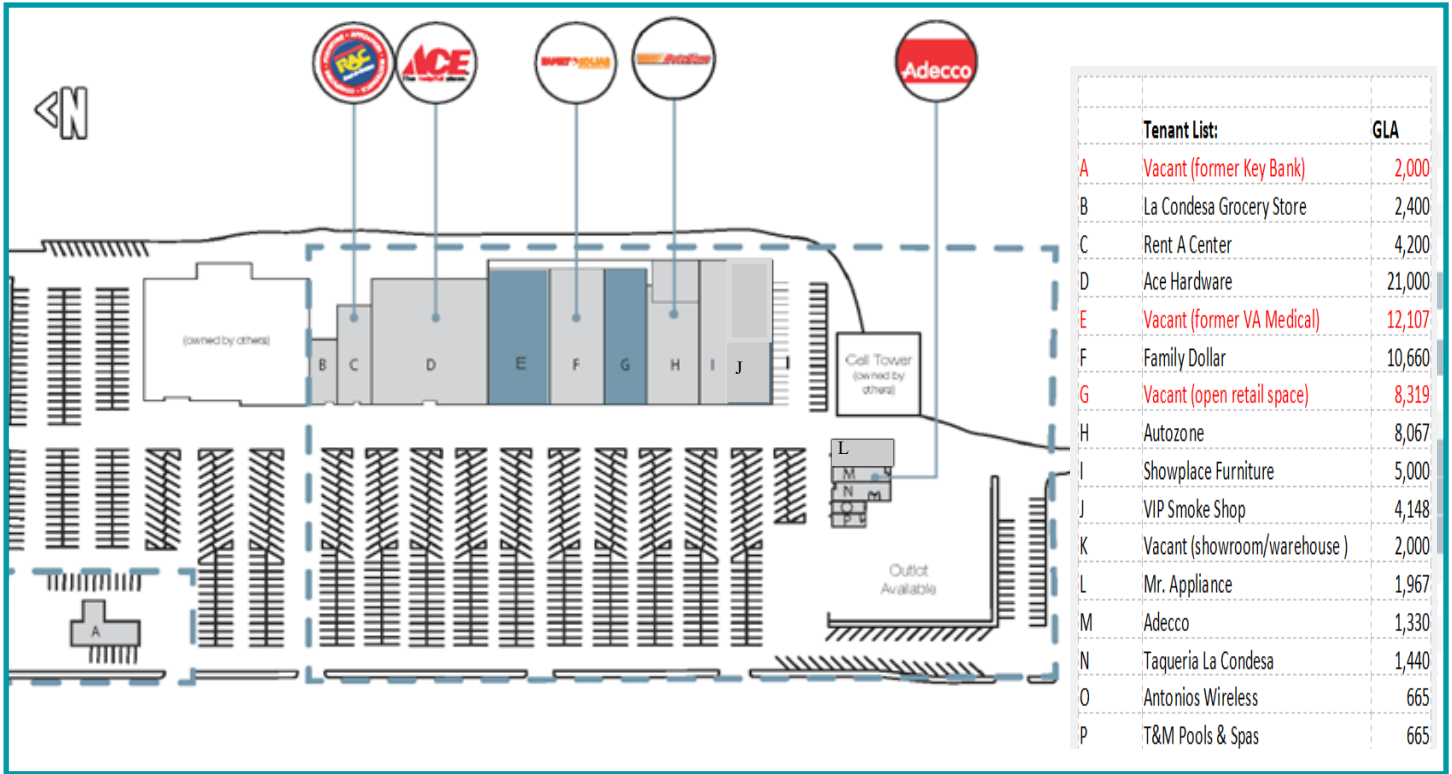 RAC
ACE
The helpful place.
FAMILY DOLLAR
AutoZone
Adecco
N
(owned by others)
B
C
D
E
F
G
H
I
J
Cell Tower
(owned by
others)
L
M
N
O
P
Outlot
Available
A
Tenant List: GLA
A Vacant (former Key Bank) 2,000
B La Condesa Grocery Store 2,400
C Rent A Center 4,200
D Ace Hardware 21,000
E Vacant (former VA Medical) 12,107
F Family Dollar 10,660
G Vacant (open retail space) 8,319
H Autozone 8,067
I Showplace Furniture 5,000
J VIP Smoke Shop 4,148
K Vacant (showroom/warehouse ) 2,000
L Mr. Appliance 1,967
M Adecco 1,330
N Taqueria La Condesa 1,440
O Antonios Wireless 665
P T&M Pools & Spas 665